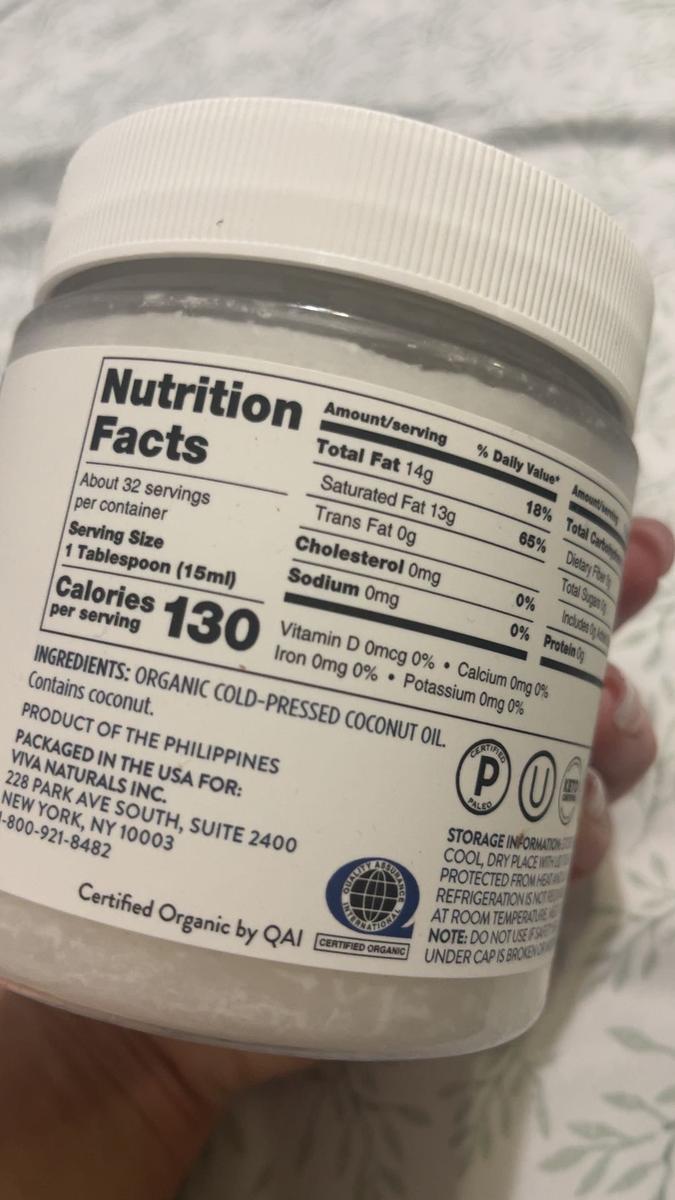 Nutrition
Facts
About 32 servings
per container
Serving Size
1 Tablespoon (15ml)
Calories
per serving
130
Amount/serving % Daily Value*
Total Fat 14g 18%
Saturated Fat 13g 65%
Trans Fat 0g
Cholesterol 0mg 0%
Sodium 0mg 0%
Amount/serving
Total
Dietary Fiber
Total Sugars 0g
Includes 0g
Protein 0g
Vitamin D 0mcg 0% • Calcium 0mg 0%
Iron 0mg 0% • Potassium 0mg 0%
INGREDIENTS: ORGANIC COLD-PRESSED COCONUT OIL.
Contains coconut.
PRODUCT OF THE PHILIPPINES
PACKAGED IN THE USA FOR:
VIVA NATURALS INC.
228 PARK AVE SOUTH, SUITE 2400
NEW YORK, NY 10003
-800-921-8482
Certified Organic by QAI
QUALITY ASSURANCE
INTERNATIONAL
CERTIFIED ORGANIC
CERTIFIED
P
PALEO
U
KETO
STORAGE INFORMATION:
COOL, DRY PLACE WITH
PROTECTED FROM HEAT
REFRIGERATION IS NOT
AT ROOM TEMPERATURE.
NOTE: DO NOT USE IF
UNDER CAP IS BROKEN